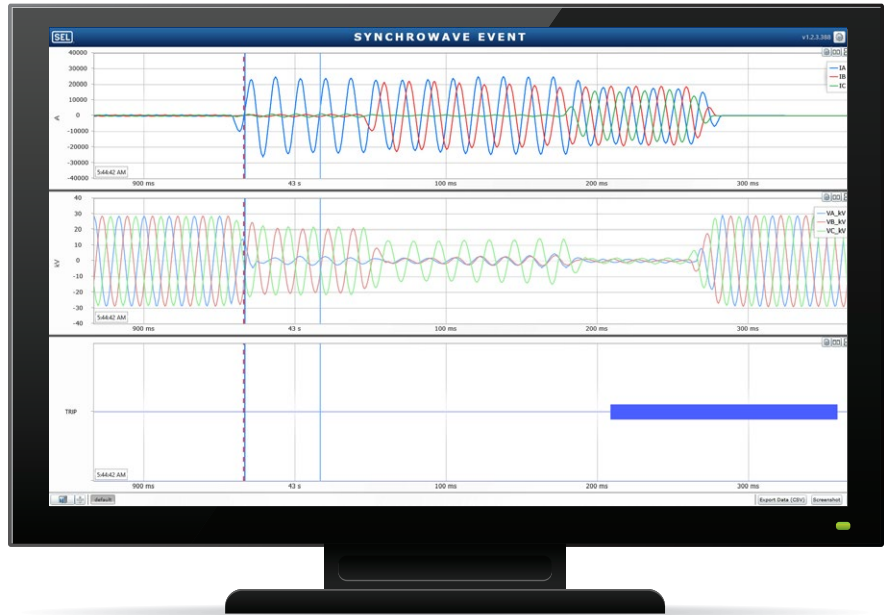 SEL
SYNCHROWAVE EVENT
v1.2.3.388
40000
30000
20000
10000
0
-10000
-20000
-30000
-40000
A
IA
IB
IC
5:44:42 AM
900 ms
43 s
100 ms
200 ms
300 ms
40
30
20
10
0
-10
-20
-30
-40
kV
VA_kV
VB_kV
VC_kV
5:44:42 AM
900 ms
43 s
100 ms
200 ms
300 ms
TRIP
5:44:42 AM
900 ms
43 s
100 ms
200 ms
300 ms
default
Export Data (CSV)
Screenshot